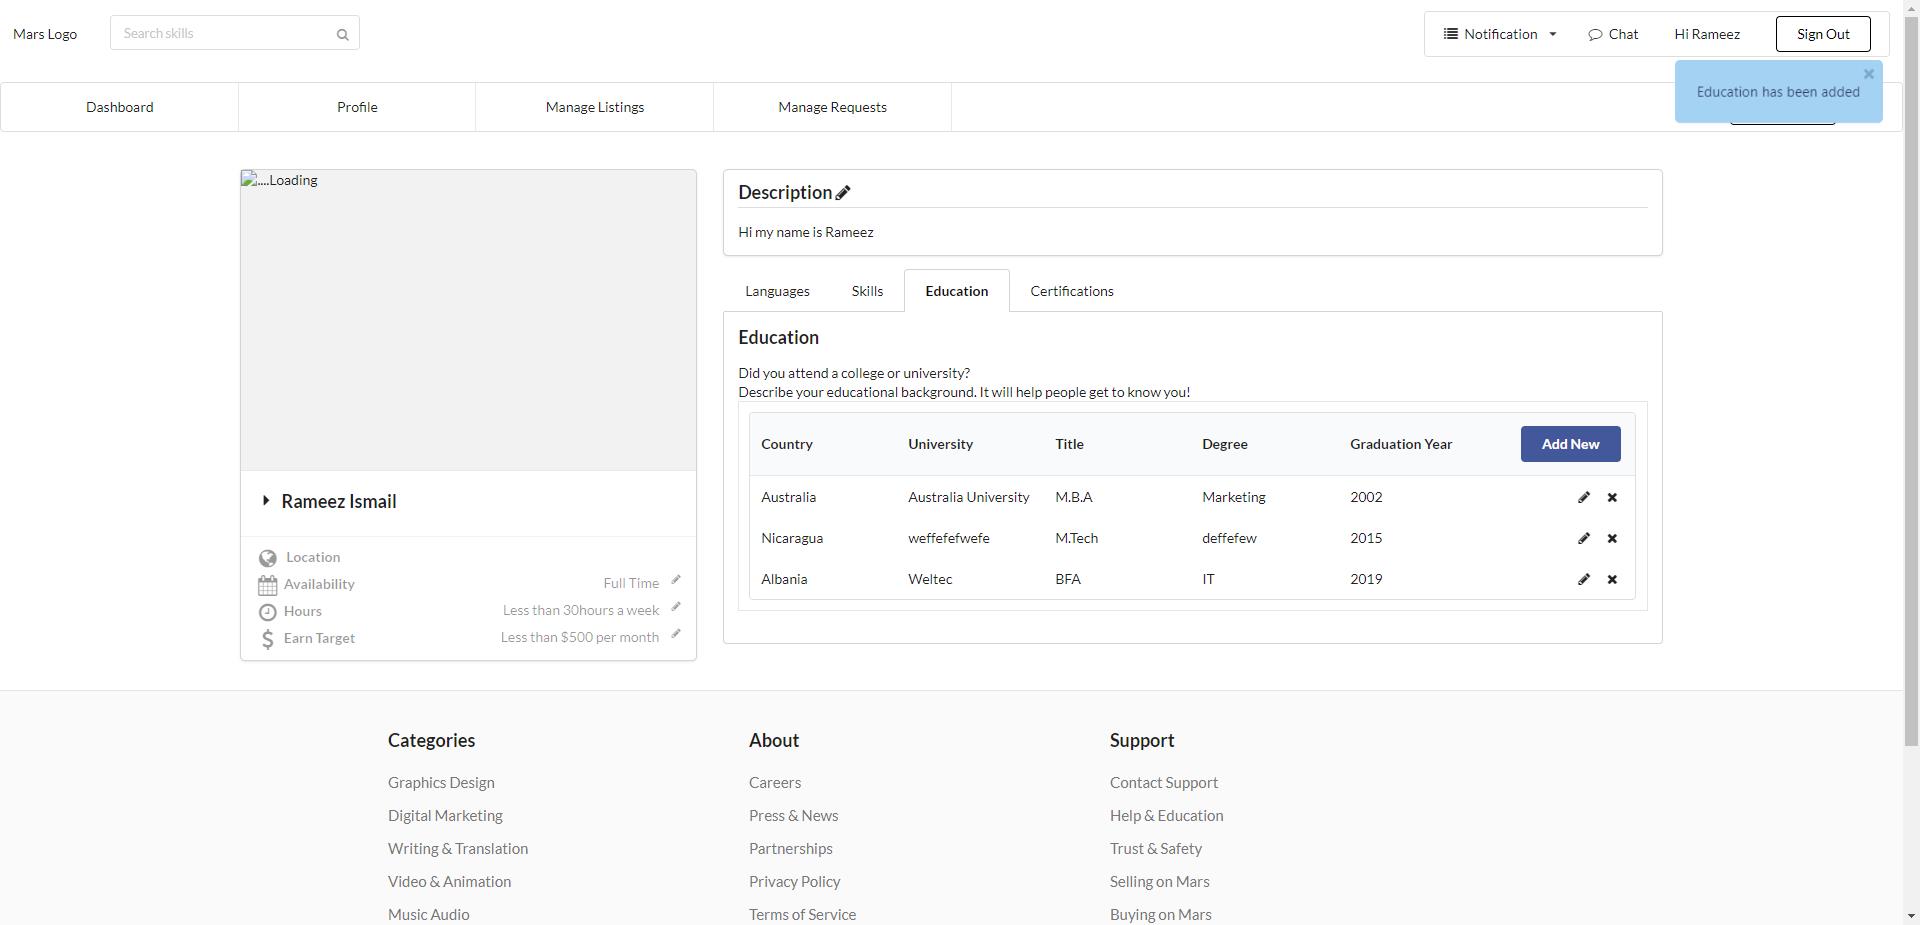 Mars Logo
Search skills
Notification
Chat
Hi Rameez
Sign Out
Education has been added
Dashboard
Profile
Manage Listings
Manage Requests
....Loading
Rameez Ismail
Location
Availability
Full Time
Hours
Less than 30hours a week
Earn Target
Less than $500 per month
Description
Hi my name is Rameez
Languages
Skills
Education
Certifications
Education
Did you attend a college or university?
Describe your educational background. It will help people get to know you!
Country University Title Degree Graduation Year Add New
Australia Australia University M.B.A Marketing 2002
Nicaragua weffefefwefe M.Tech deffefew 2015
Albania Weltec BFA IT 2019
Categories
Graphics Design
Digital Marketing
Writing & Translation
Video & Animation
Music Audio
About
Careers
Press & News
Partnerships
Privacy Policy
Terms of Service
Support
Contact Support
Help & Education
Trust & Safety
Selling on Mars
Buying on Mars